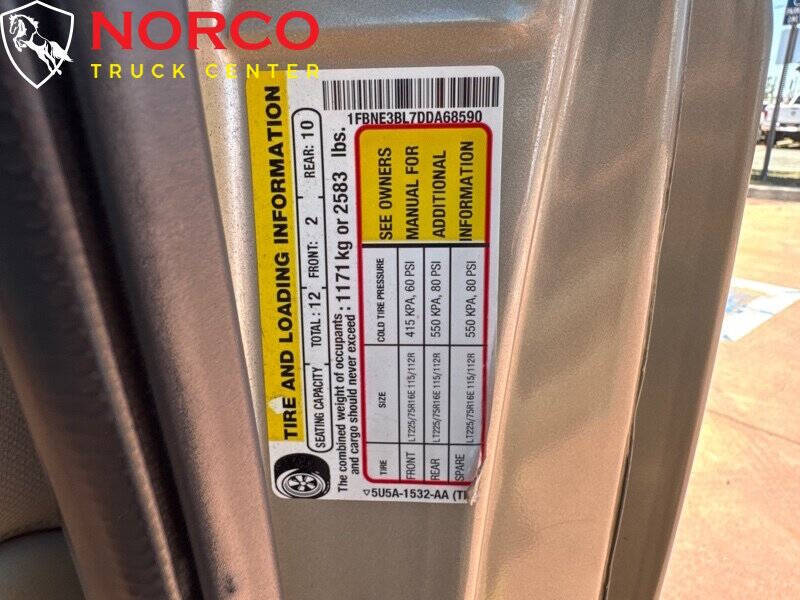 NORCO
TRUCK CENTER
1FBNE3BL7DDA68590
TIRE AND LOADING INFORMATION
SEATING CAPACITY TOTAL: 12 FRONT: 2 REAR: 10
The combined weight of occupants and cargo should never exceed: 1171 kg or 2583 lbs.
TIRE SIZE COLD TIRE PRESSURE
FRONT LT225/75R16E 115/112R 415 KPA, 60 PSI
REAR LT225/75R16E 115/112R 550 KPA, 80 PSI
SPARE LT225/75R16E 115/112R 550 KPA, 80 PSI
SEE OWNERS
MANUAL FOR
ADDITIONAL
INFORMATION
5U5A-1532-AA